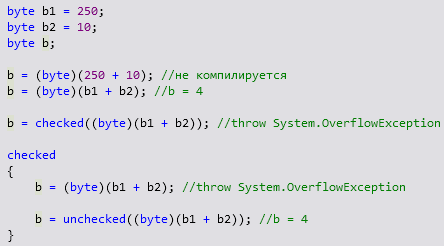 byte b1 = 250;
byte b2 = 10;
byte b;
b = (byte)(250 + 10); //не компилируется
b = (byte)(b1 + b2); //b = 4
b = checked((byte)(b1 + b2)); //throw System.OverflowException
checked
{
b = (byte)(b1 + b2); //throw System.OverflowException
b = unchecked((byte)(b1 + b2)); //b = 4
}